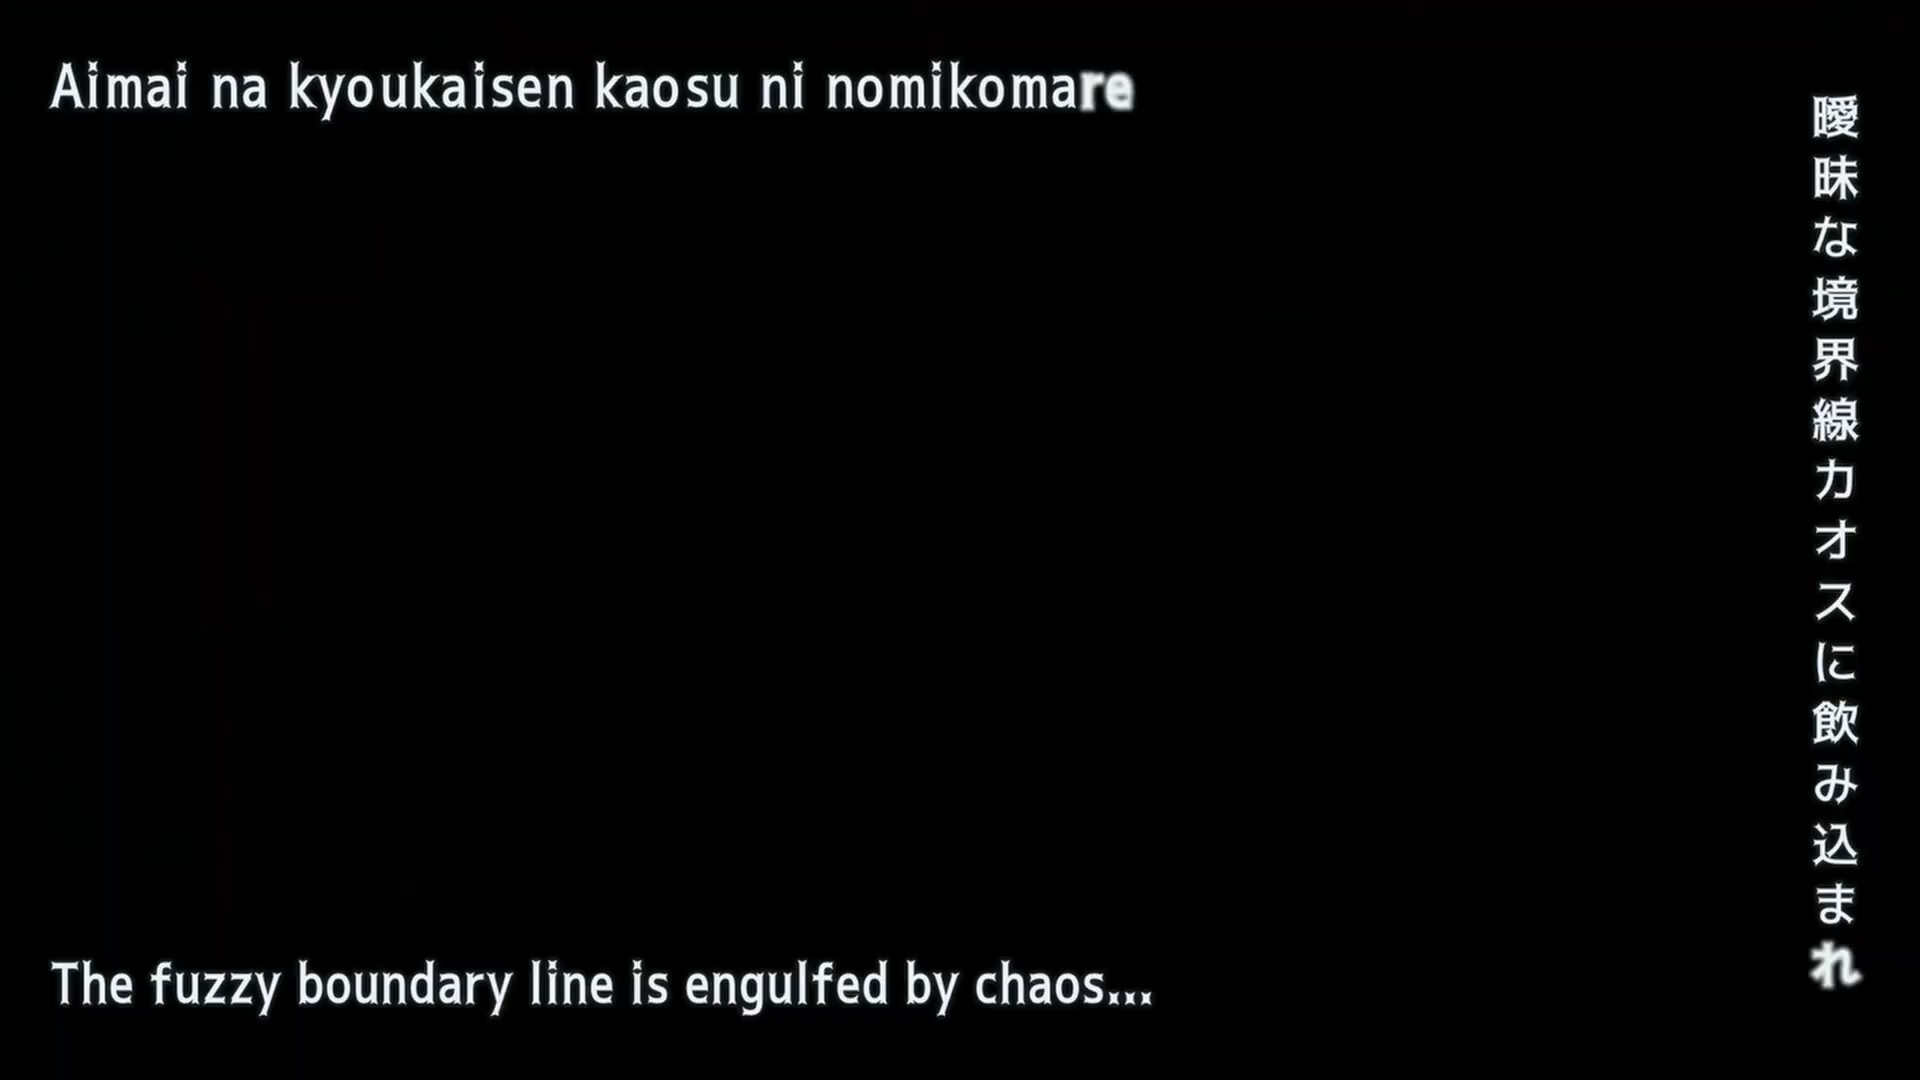 Aimai na kyoukaisen kaosu ni nomikomare
曖昧な境界線カオスに飲み込まれ
The fuzzy boundary line is engulfed by chaos...